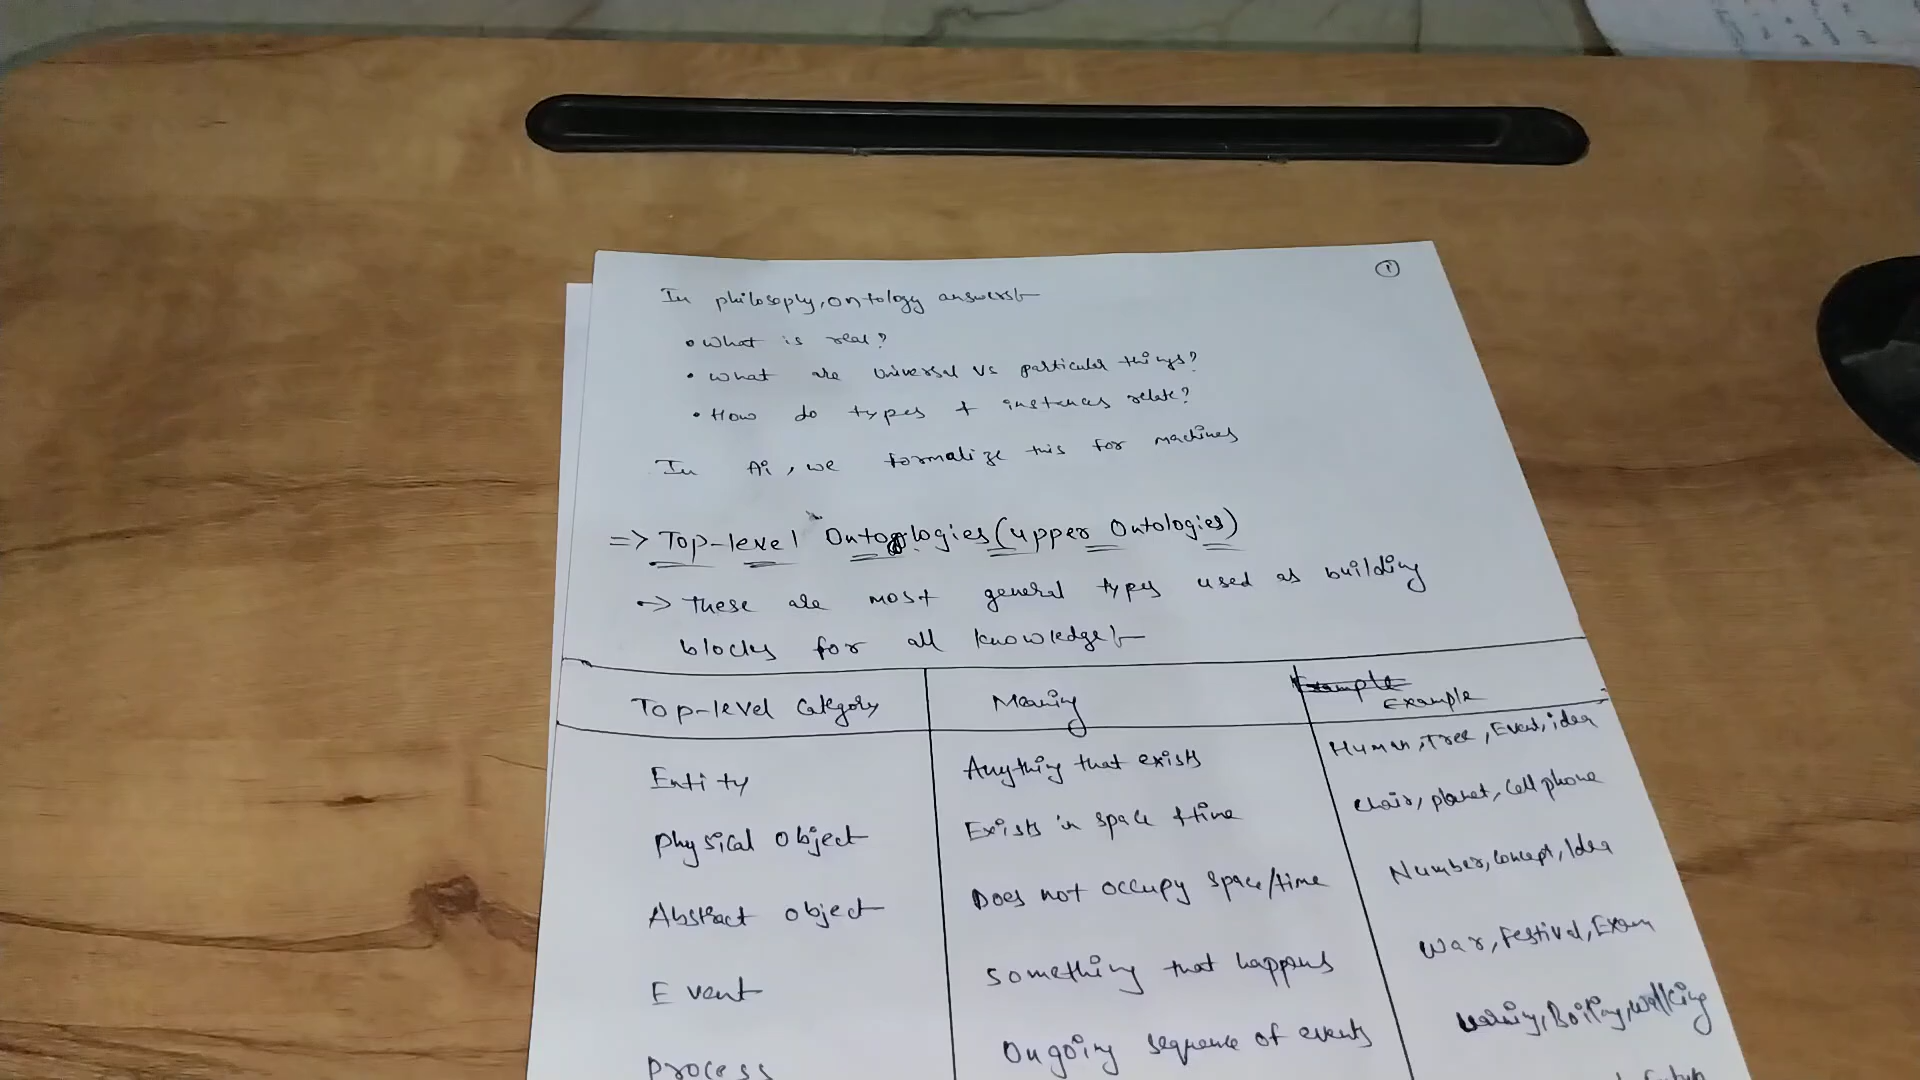 1
In philosoply, ontology answers:-
• What is real?
• What are Universal vs particular things?
• How do types + instances relate?
In Ai, we formalize this for machines
=> Top-level Ontologies (upper Ontologies)
-> These are most general types used as building
blocks for all knowledge:-
Top-level Category Meaning Example
Entity Anything that exists Human, Tree, Event, idea
Physical Object Exists in space & time Chair, planet, Cell phone
Abstract object Does not occupy space/time Number, Concept, Idea
Event Something that happens War, Festival, Exam
Process Ongoing sequence of events Boiling, Walking